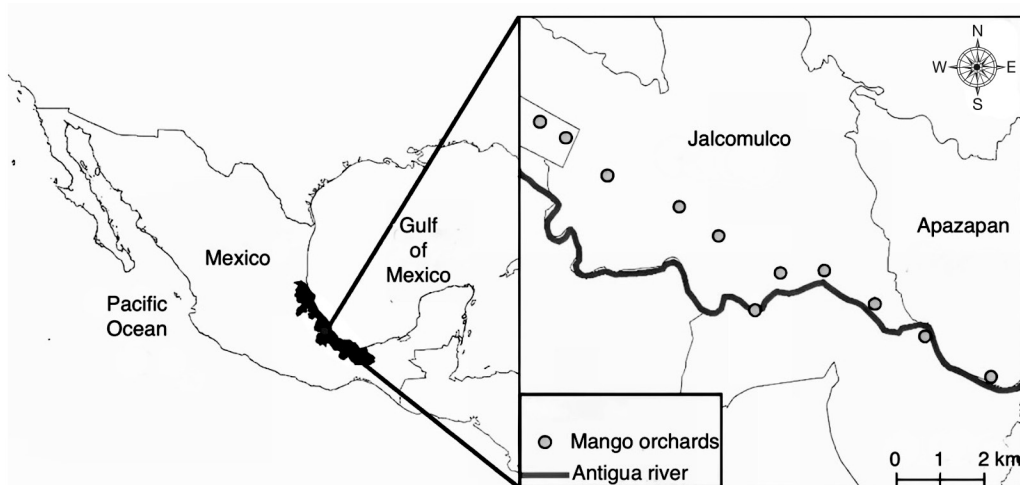 Mexico
Pacific
Ocean
Gulf
of
Mexico
N
W E
S
Jalcomulco
Apazapan
Mango orchards
Antigua river
0 1 2 km